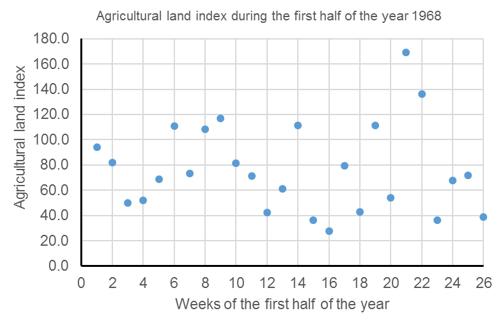 Agricultural land index during the first half of the year 1968
180.0
160.0
140.0
120.0
100.0
80.0
60.0
40.0
20.0
0.0
Agricultural land index
0 2 4 6 8 10 12 14 16 18 20 22 24 26
Weeks of the first half of the year